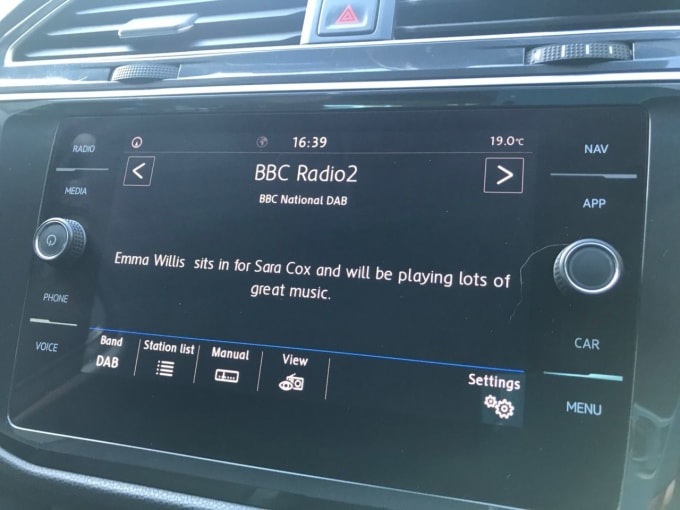 16:39
19.0°C
RADIO
MEDIA
PHONE
VOICE
<
BBC Radio2
>
BBC National DAB
Emma Willis sits in for Sara Cox and will be playing lots of
great music.
Band
DAB
Station list
Manual
View
Settings
NAV
APP
CAR
MENU